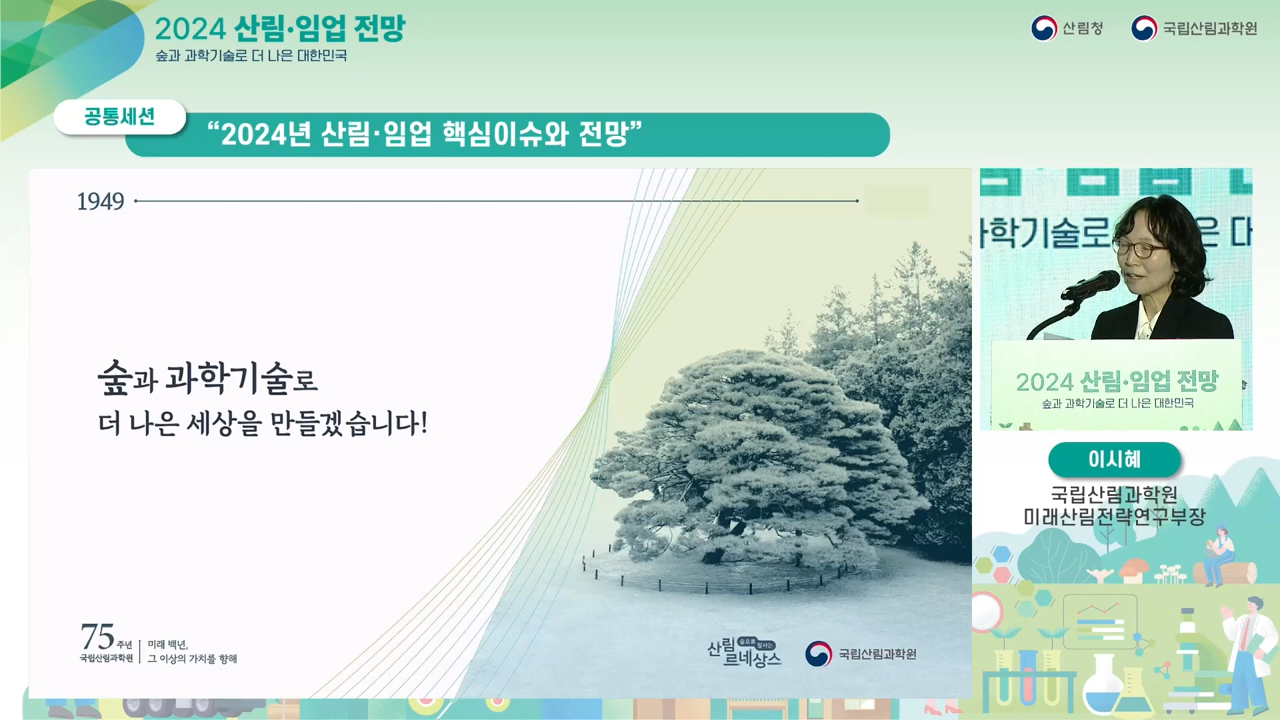 2024 산림·임업 전망
숲과 과학기술로 더 나은 대한민국
산림청
국립산림과학원
공통세션
“2024년 산림·임업 핵심이슈와 전망”
1949
숲과 과학기술로
더 나은 세상을 만들겠습니다!
75주년
국립산림과학원
미래 백년,
그 이상의 가치를 향해
산림 숲으로 잘사는
르네상스
국립산림과학원
과학기술로 은 대
2024 산림·임업 전망
숲과 과학기술로 더 나은 대한민국
이시혜
국립산림과학원
미래산림전략연구부장